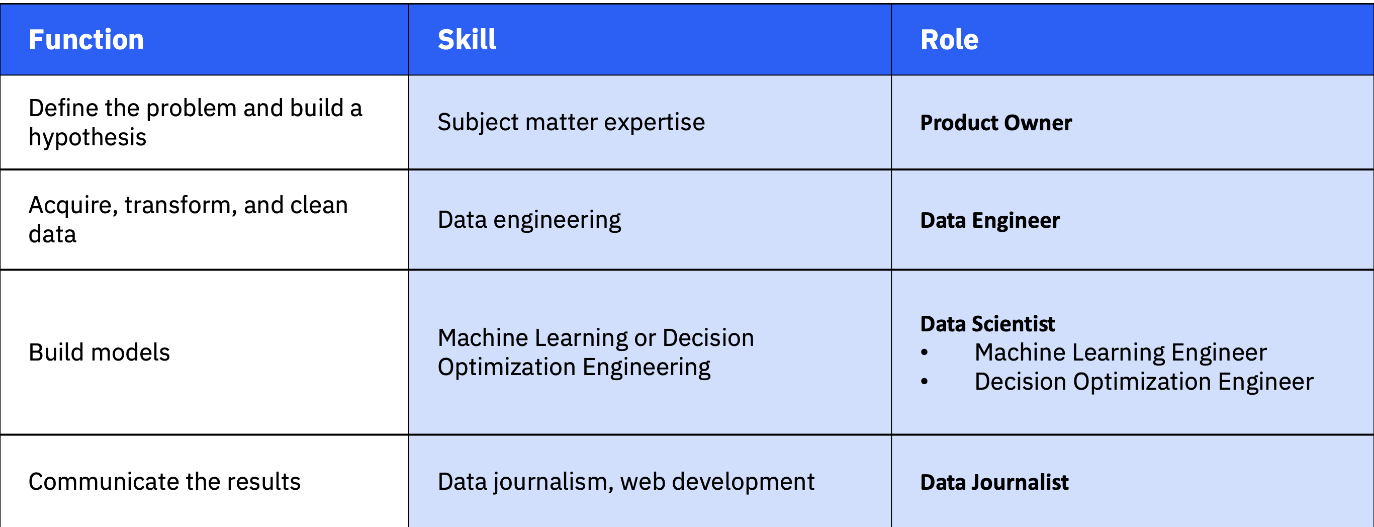 Function
Skill
Role
Define the problem and build a
hypothesis
Subject matter expertise
Product Owner
Acquire, transform, and clean
data
Data engineering
Data Engineer
Build models
Machine Learning or Decision
Optimization Engineering
Data Scientist
• Machine Learning Engineer
• Decision Optimization Engineer
Communicate the results
Data journalism, web development
Data Journalist